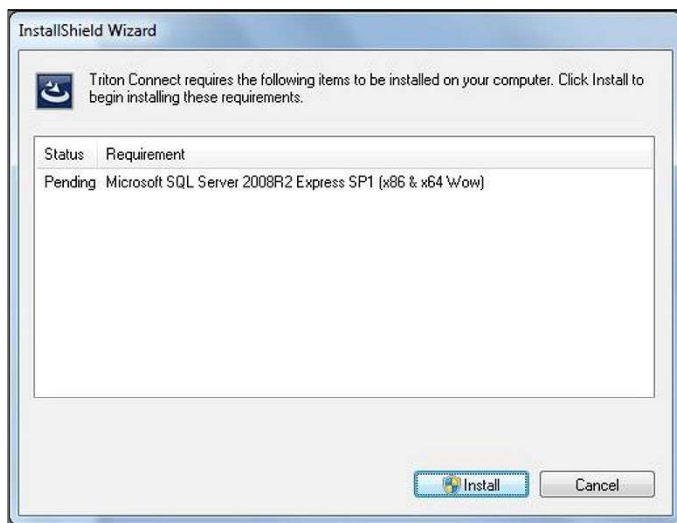 InstallShield Wizard
Triton Connect requires the following items to be installed on your computer. Click Install to
begin installing these requirements.
Status Requirement
Pending Microsoft SQL Server 2008R2 Express SP1 (x86 & x64 Wow)
Install Cancel